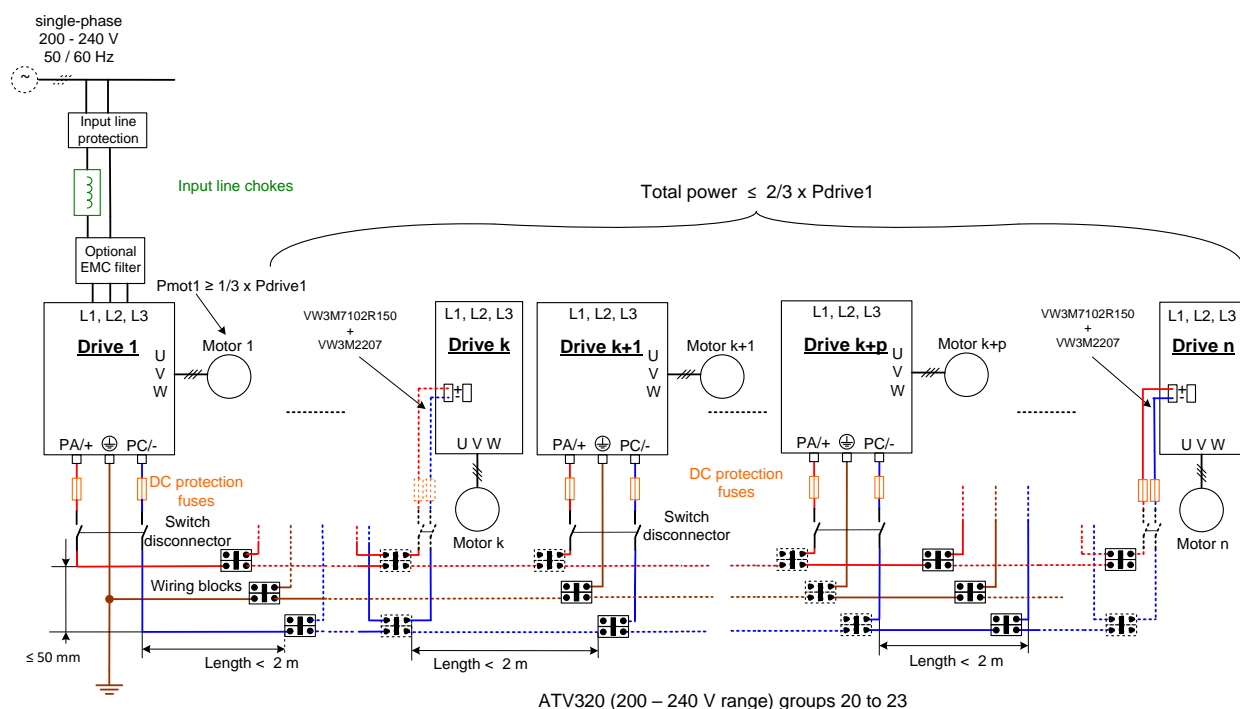 single-phase
200 - 240 V
50 / 60 Hz
~
Input line
protection
Input line chokes
Total power ≤ 2/3 x Pdrive1
Optional
EMC filter
Pmot1 ≥ 1/3 x Pdrive1
L1, L2, L3
Drive 1
U
V
W
Motor 1
PA/+
PC/-
VW3M7102R150
+
VW3M2207
L1, L2, L3
Drive k
+
-
U V W
Motor k
L1, L2, L3
Drive k+1
U
V
W
Motor k+1
PA/+
PC/-
L1, L2, L3
Drive k+p
U
V
W
Motor k+p
PA/+
PC/-
VW3M7102R150
+
VW3M2207
L1, L2, L3
Drive n
+
-
U V W
Motor n
DC protection
fuses
Switch
disconnector
DC protection
fuses
Switch
disconnector
Wiring blocks
≤ 50 mm
Length < 2 m
Length < 2 m
Length < 2 m
ATV320 (200 – 240 V range) groups 20 to 23